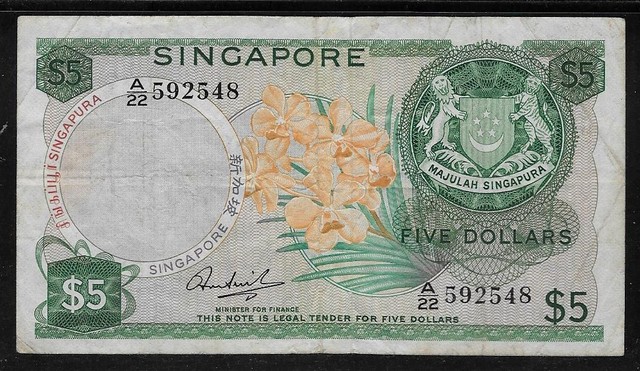 SINGAPORE
$5
$5
A/22 592548
சிங்கப்பூர் SINGAPURA
新加坡
SINGAPORE
MAJULAH SINGAPURA
FIVE DOLLARS
A/22 592548
$5
$5
MINISTER FOR FINANCE
THIS NOTE IS LEGAL TENDER FOR FIVE DOLLARS